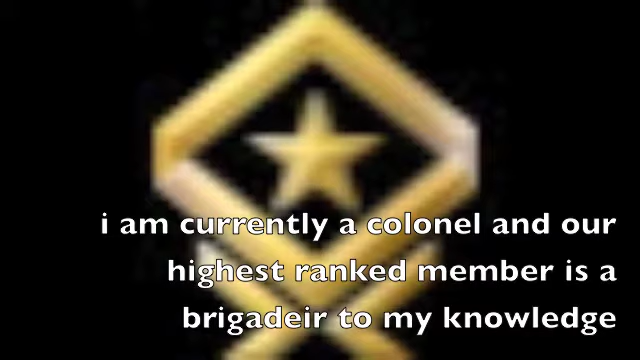 i am currently a colonel and our
highest ranked member is a
brigadeir to my knowledge